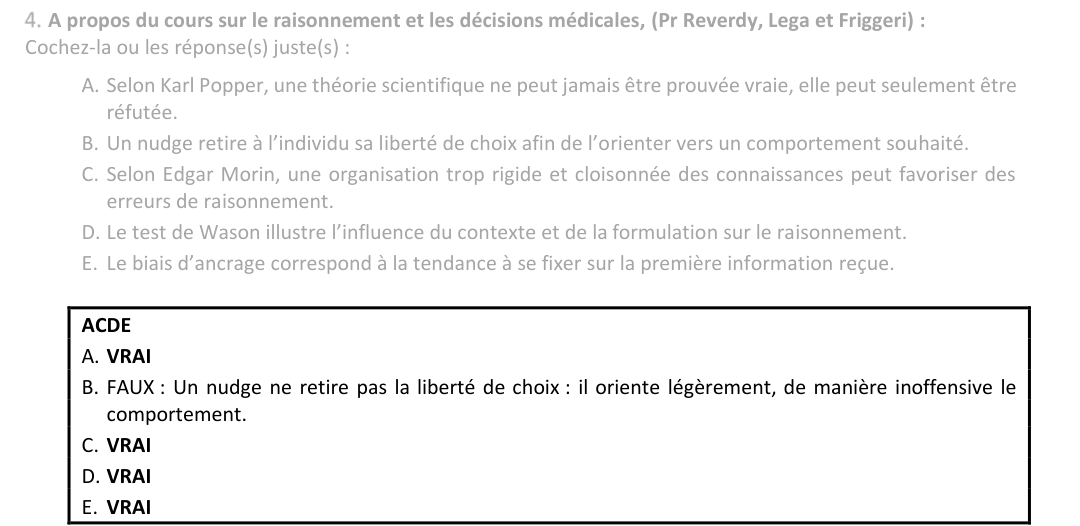 4. A propos du cours sur le raisonnement et les décisions médicales, (Pr Reverdy, Lega et Friggeri) :
Cochez-la ou les réponse(s) juste(s) :
A. Selon Karl Popper, une théorie scientifique ne peut jamais être prouvée vraie, elle peut seulement être
réfutée.
B. Un nudge retire à l’individu sa liberté de choix afin de l’orienter vers un comportement souhaité.
C. Selon Edgar Morin, une organisation trop rigide et cloisonnée des connaissances peut favoriser des
erreurs de raisonnement.
D. Le test de Wason illustre l’influence du contexte et de la formulation sur le raisonnement.
E. Le biais d’ancrage correspond à la tendance à se fixer sur la première information reçue.
ACDE
A. VRAI
B. FAUX : Un nudge ne retire pas la liberté de choix : il oriente légèrement, de manière inoffensive le
comportement.
C. VRAI
D. VRAI
E. VRAI